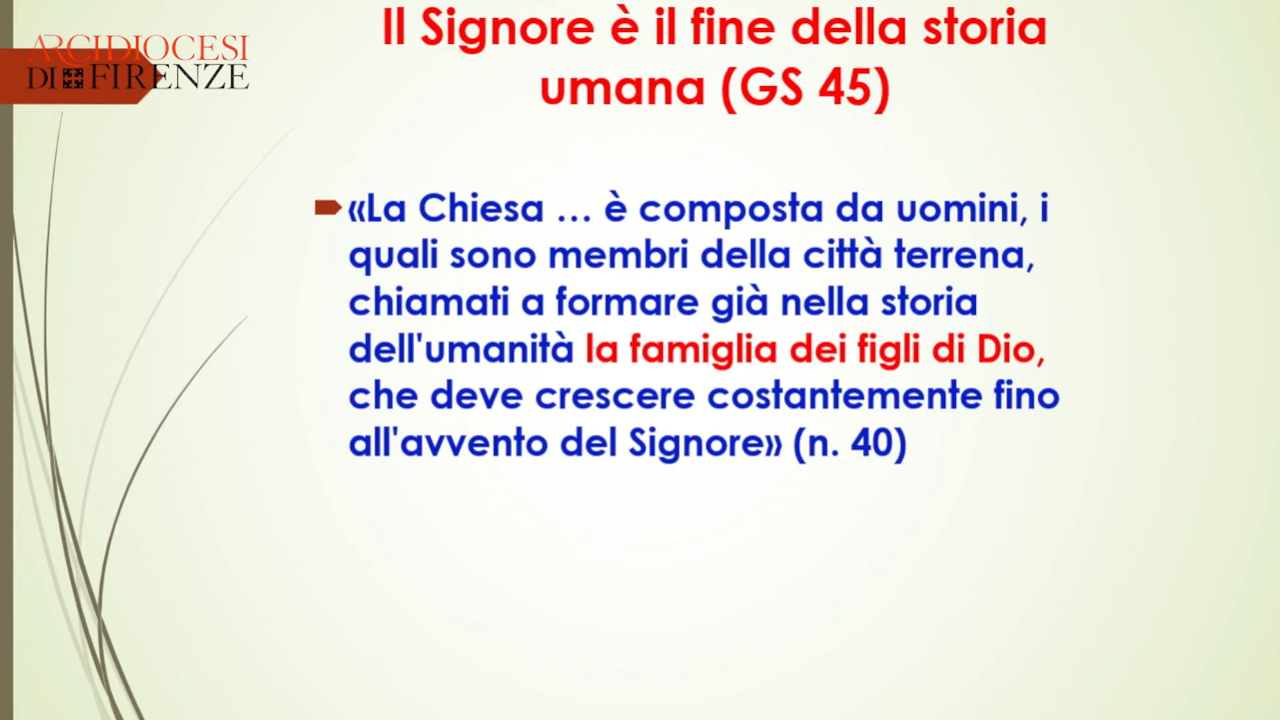 ARCIDIOCESI
DI FIRENZE
Il Signore è il fine della storia
umana (GS 45)
«La Chiesa … è composta da uomini, i
quali sono membri della città terrena,
chiamati a formare già nella storia
dell'umanità la famiglia dei figli di Dio,
che deve crescere costantemente fino
all'avvento del Signore» (n. 40)